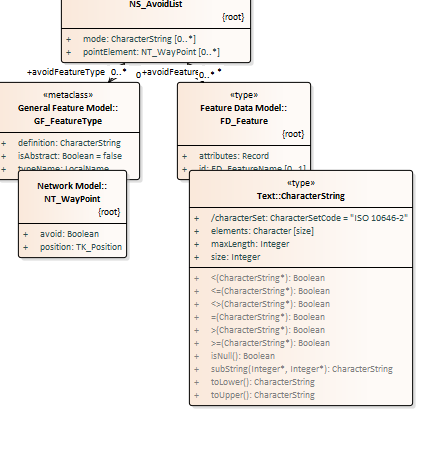 NS_AvoidList
{root}
+ mode: CharacterString [0..*]
+ pointElement: NT_WayPoint [0..*]
+avoidFeatureType 0..* 0 +avoidFeature 0..*
«metaclass»
General Feature Model::
GF_FeatureType
+ definition: CharacterString
+ isAbstract: Boolean = false
+ typeName: LocalName
«type»
Feature Data Model::
FD_Feature
{root}
+ attributes: Record
+ id: FD_FeatureName [0..1]
Network Model::
NT_WayPoint
{root}
+ avoid: Boolean
+ position: TK_Position
«type»
Text::CharacterString
+ /characterSet: CharacterSetCode = "ISO 10646-2"
+ elements: Character [size]
+ maxLength: Integer
+ size: Integer
+ <(CharacterString*): Boolean
+ <=(CharacterString*): Boolean
+ <>(CharacterString*): Boolean
+ =(CharacterString*): Boolean
+ >(CharacterString*): Boolean
+ >=(CharacterString*): Boolean
+ isNull(): Boolean
+ subString(Integer*, Integer*): CharacterString
+ toLower(): CharacterString
+ toUpper(): CharacterString